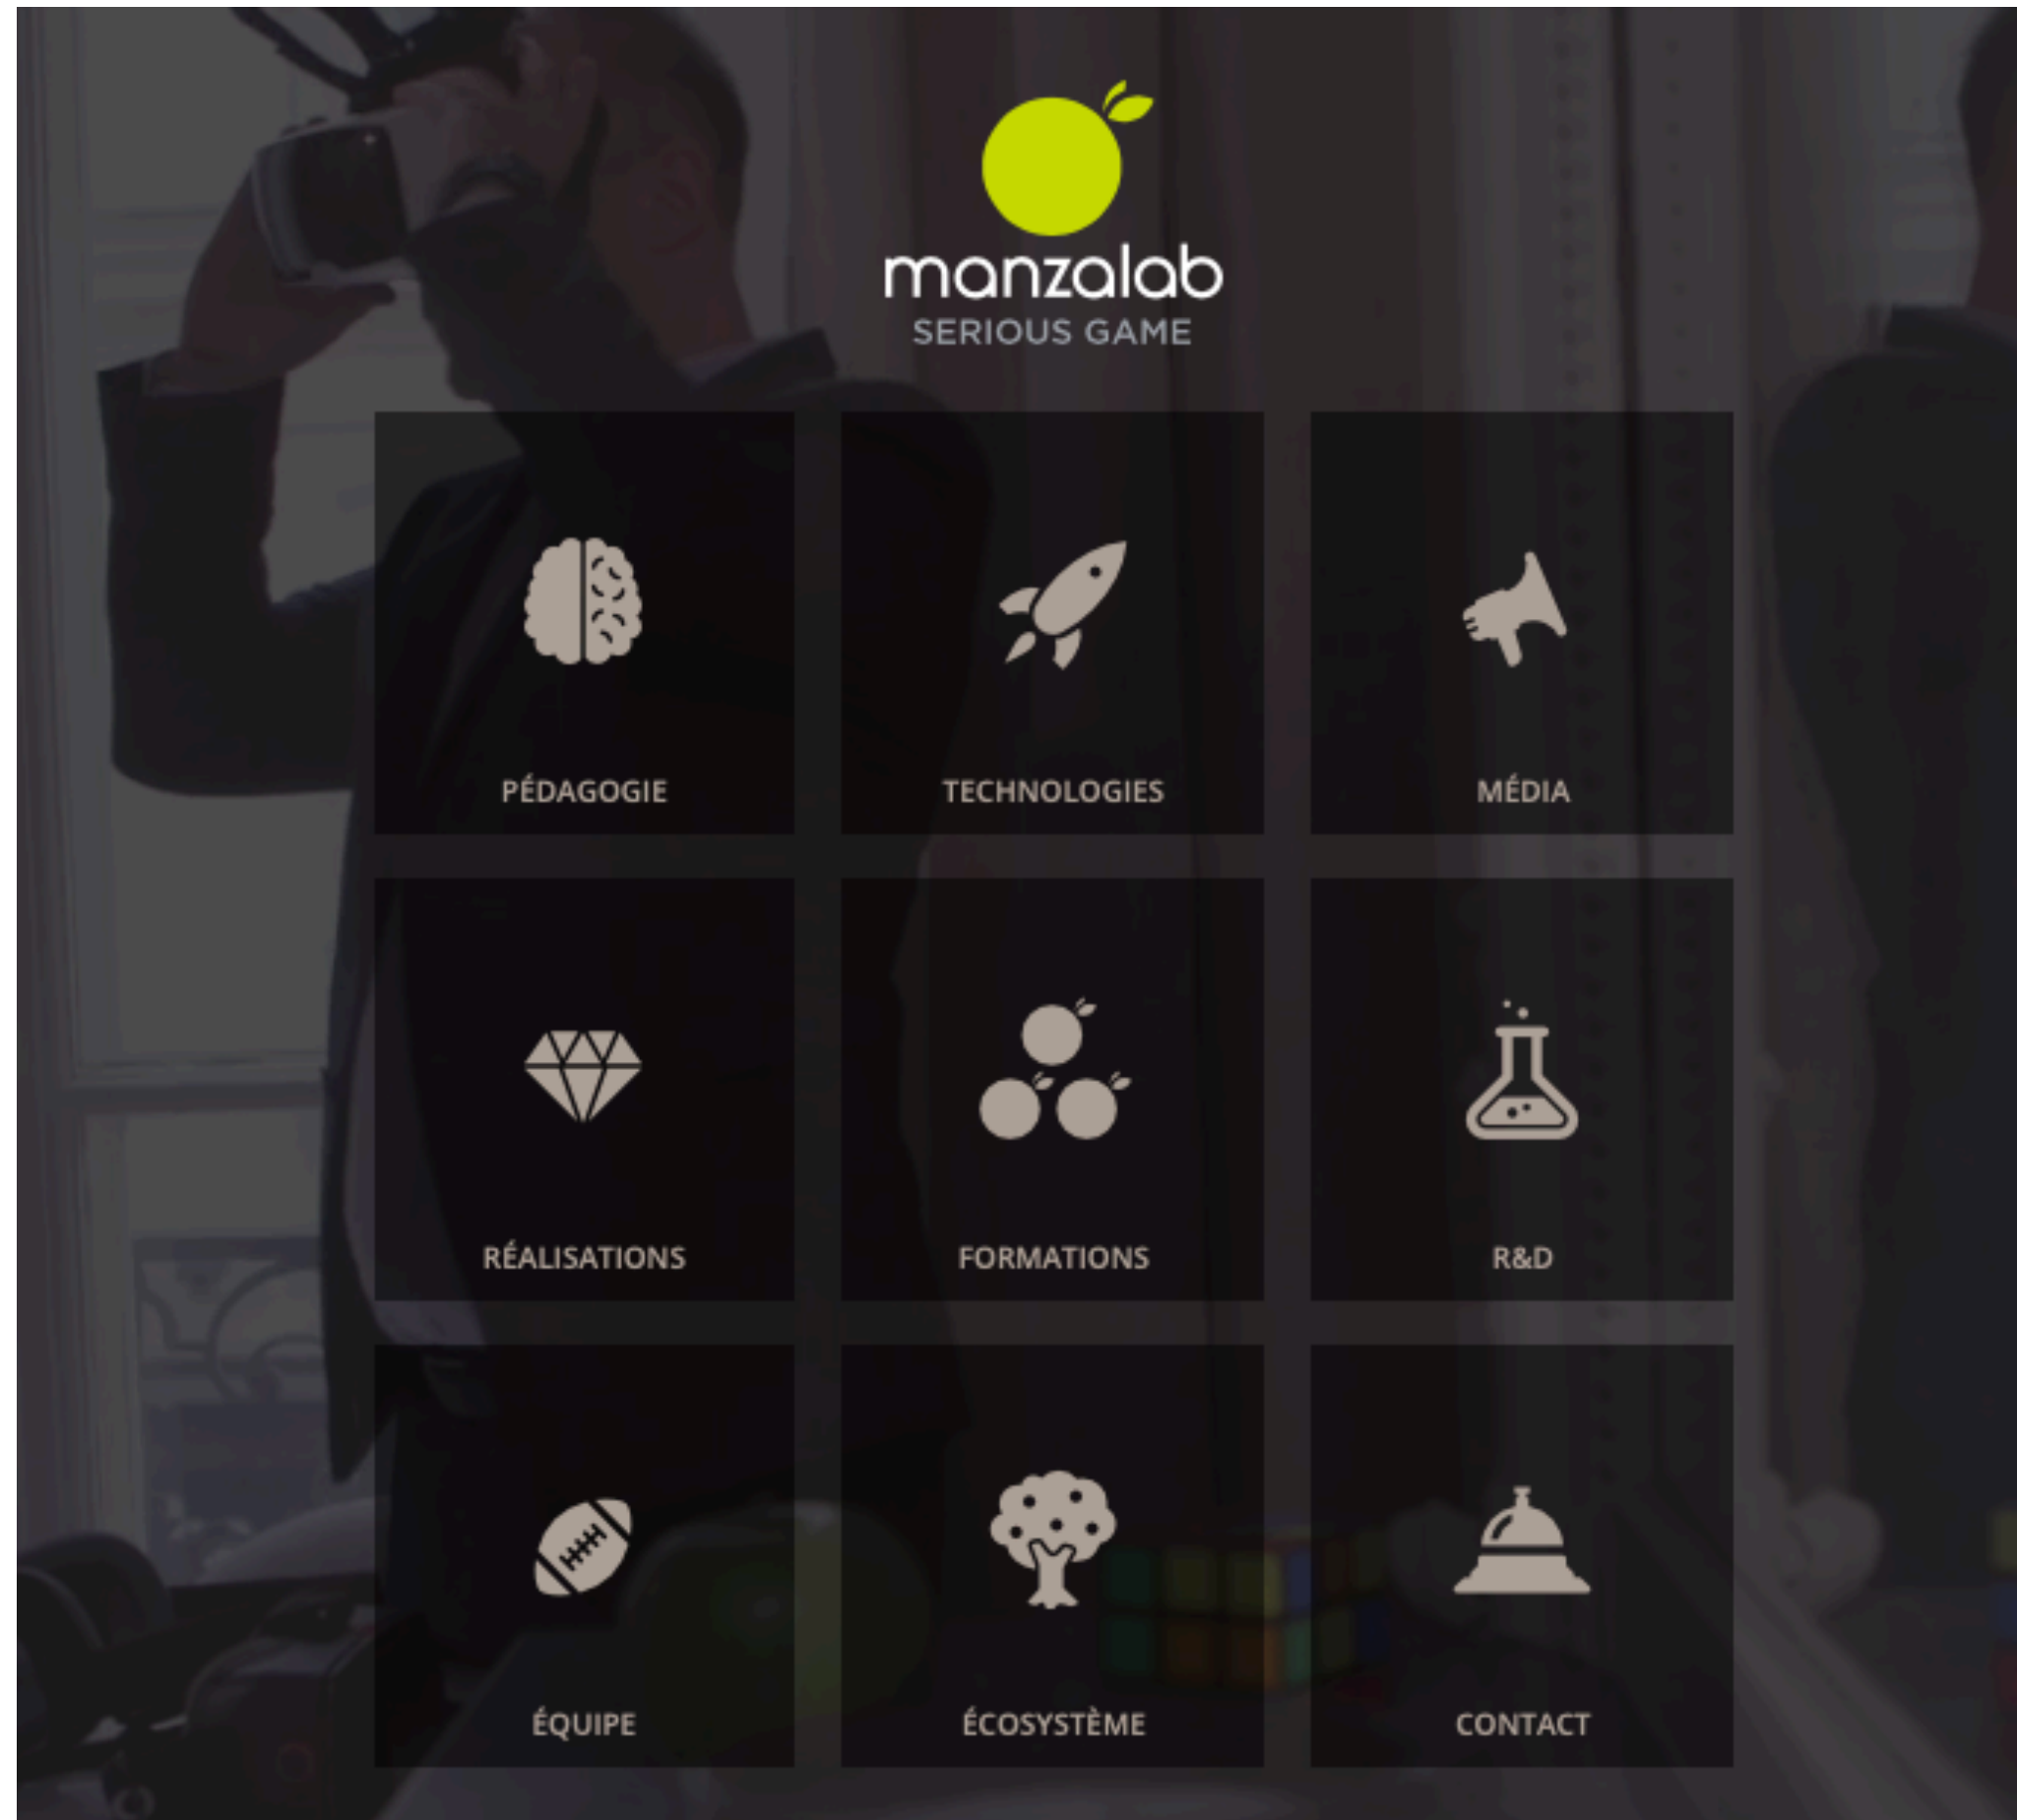 manzalab
SERIOUS GAME
PÉDAGOGIE
TECHNOLOGIES
MÉDIA
RÉALISATIONS
FORMATIONS
R&D
ÉQUIPE
ÉCOSYSTÈME
CONTACT